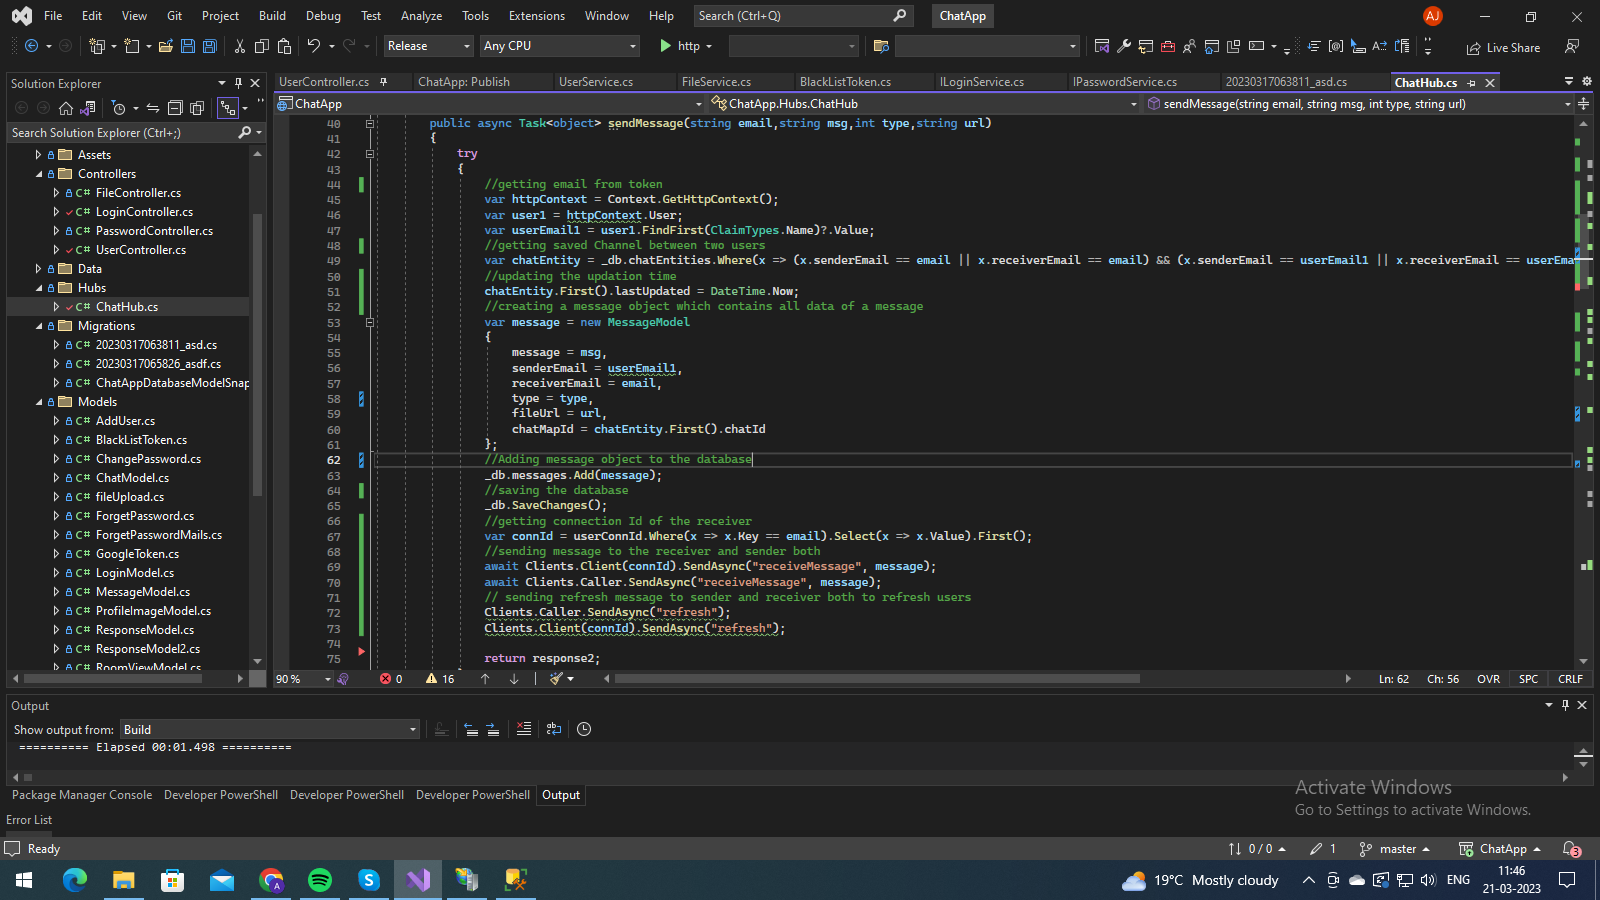 File Edit View Git Project Build Debug Test Analyze Tools Extensions Window Help Search (Ctrl+Q) ChatApp AJ
Release Any CPU http Live Share
Solution Explorer
UserController.cs ChatApp: Publish UserService.cs FileService.cs BlackListToken.cs ILoginService.cs IPasswordService.cs 20230317063811_asd.cs ChatHub.cs
ChatApp ChatApp.Hubs.ChatHub sendMessage(string email, string msg, int type, string url)
Search Solution Explorer (Ctrl+;)
Assets
Controllers
C# FileController.cs
C# LoginController.cs
C# PasswordController.cs
C# UserController.cs
Data
Hubs
C# ChatHub.cs
Migrations
C# 20230317063811_asd.cs
C# 20230317065826_asdf.cs
C# ChatAppDatabaseModelSnap
Models
C# AddUser.cs
C# BlackListToken.cs
C# ChangePassword.cs
C# ChatModel.cs
C# fileUpload.cs
C# ForgetPassword.cs
C# ForgetPasswordMails.cs
C# GoogleToken.cs
C# LoginModel.cs
C# MessageModel.cs
C# ProfileImageModel.cs
C# ResponseModel.cs
C# ResponseModel2.cs
C# RoomViewModel.cs
40 public async Task<object> sendMessage(string email,string msg,int type,string url)
41 {
42 try
43 {
44 //getting email from token
45 var httpContext = Context.GetHttpContext();
46 var user1 = httpContext.User;
47 var userEmail1 = user1.FindFirst(ClaimTypes.Name)?.Value;
48 //getting saved Channel between two users
49 var chatEntity = _db.chatEntities.Where(x => (x.senderEmail == email || x.receiverEmail == email) && (x.senderEmail == userEmail1 || x.receiverEmail == userEma
50 //updating the updation time
51 chatEntity.First().lastUpdated = DateTime.Now;
52 //creating a message object which contains all data of a message
53 var message = new MessageModel
54 {
55 message = msg,
56 senderEmail = userEmail1,
57 receiverEmail = email,
58 type = type,
59 fileUrl = url,
60 chatMapId = chatEntity.First().chatId
61 };
62 //Adding message object to the database
63 _db.messages.Add(message);
64 //saving the database
65 _db.SaveChanges();
66 //getting connection Id of the receiver
67 var connId = userConnId.Where(x => x.Key == email).Select(x => x.Value).First();
68 //sending message to the receiver and sender both
69 await Clients.Client(connId).SendAsync("receiveMessage", message);
70 await Clients.Caller.SendAsync("receiveMessage", message);
71 // sending refresh message to sender and receiver both to refresh users
72 Clients.Caller.SendAsync("refresh");
73 Clients.Client(connId).SendAsync("refresh");
74
75 return response2;
90 % 0 16 Ln: 62 Ch: 56 OVR SPC CRLF
Output
Show output from: Build
========== Elapsed 00:01.498 ==========
Package Manager Console Developer PowerShell Developer PowerShell Developer PowerShell Output
Error List
Activate Windows
Go to Settings to activate Windows.
Ready 0 / 0 1 master ChatApp 3
A S 19°C Mostly cloudy ENG 11:46
21-03-2023